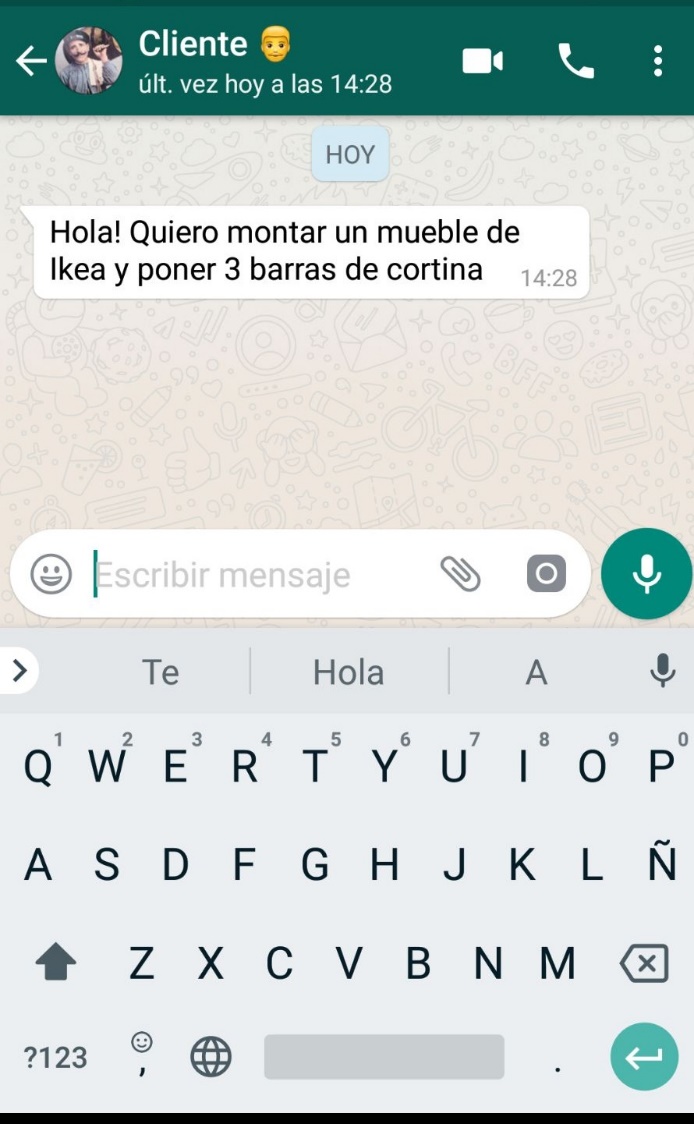 Cliente 👨
últ. vez hoy a las 14:28
HOY
Hola! Quiero montar un mueble de
Ikea y poner 3 barras de cortina
14:28
Escribir mensaje
Te Hola A
1 2 3 4 5 6 7 8 9 0
Q W E R T Y U I O P
A S D F G H J K L Ñ
Z X C V B N M
?123 , .